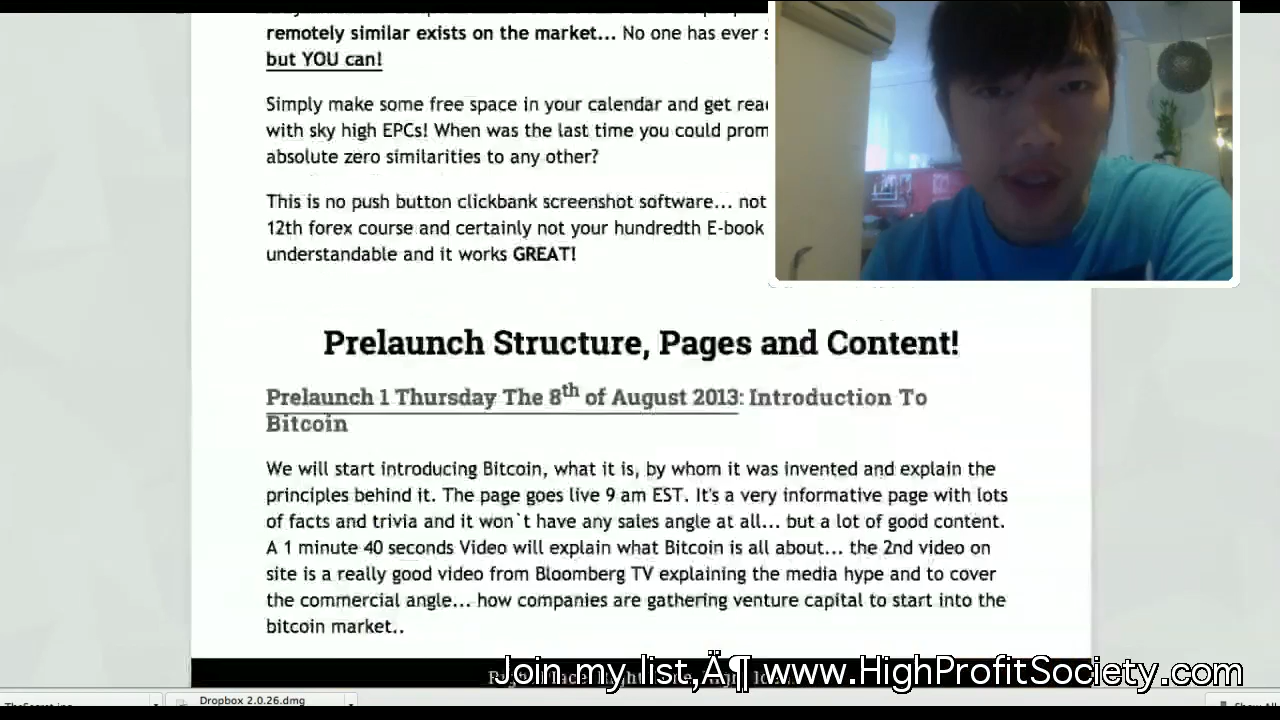 remotely similar exists on the market... No one has ever s
but YOU can!
Simply make some free space in your calendar and get read
with sky high EPCs! When was the last time you could prom
absolute zero similarities to any other?
This is no push button clickbank screenshot software... not
12th forex course and certainly not your hundredth E-book
understandable and it works GREAT!
Prelaunch Structure, Pages and Content!
Prelaunch 1 Thursday The 8th of August 2013: Introduction To
Bitcoin
We will start introducing Bitcoin, what it is, by whom it was invented and explain the
principles behind it. The page goes live 9 am EST. It's a very informative page with lots
of facts and trivia and it won`t have any sales angle at all... but a lot of good content.
A 1 minute 40 seconds Video will explain what Bitcoin is all about... the 2nd video on
site is a really good video from Bloomberg TV explaining the media hype and to cover
the commercial angle... how companies are gathering venture capital to start into the
bitcoin market..
Join my list‚Ä¶ www.HighProfitSociety.com
Dropbox 2.0.26.dmg
Show All